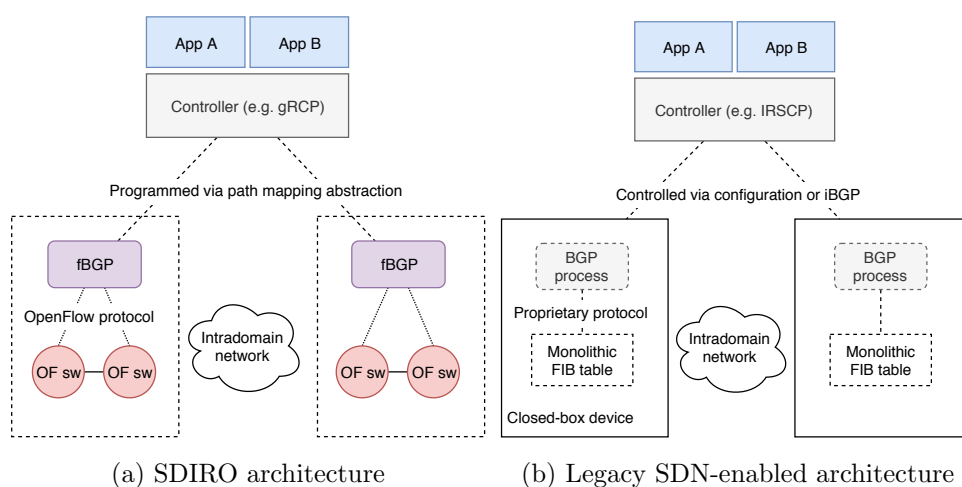 App A
App B
Controller (e.g. gRCP)
Programmed via path mapping abstraction
fBGP
OpenFlow protocol
OF sw
OF sw
Intradomain
network
fBGP
OF sw
OF sw
(a) SDIRO architecture
App A
App B
Controller (e.g. IRSCP)
Controlled via configuration or iBGP
BGP
process
Proprietary protocol
Monolithic
FIB table
Closed-box device
Intradomain
network
BGP
process
Monolithic
FIB table
(b) Legacy SDN-enabled architecture